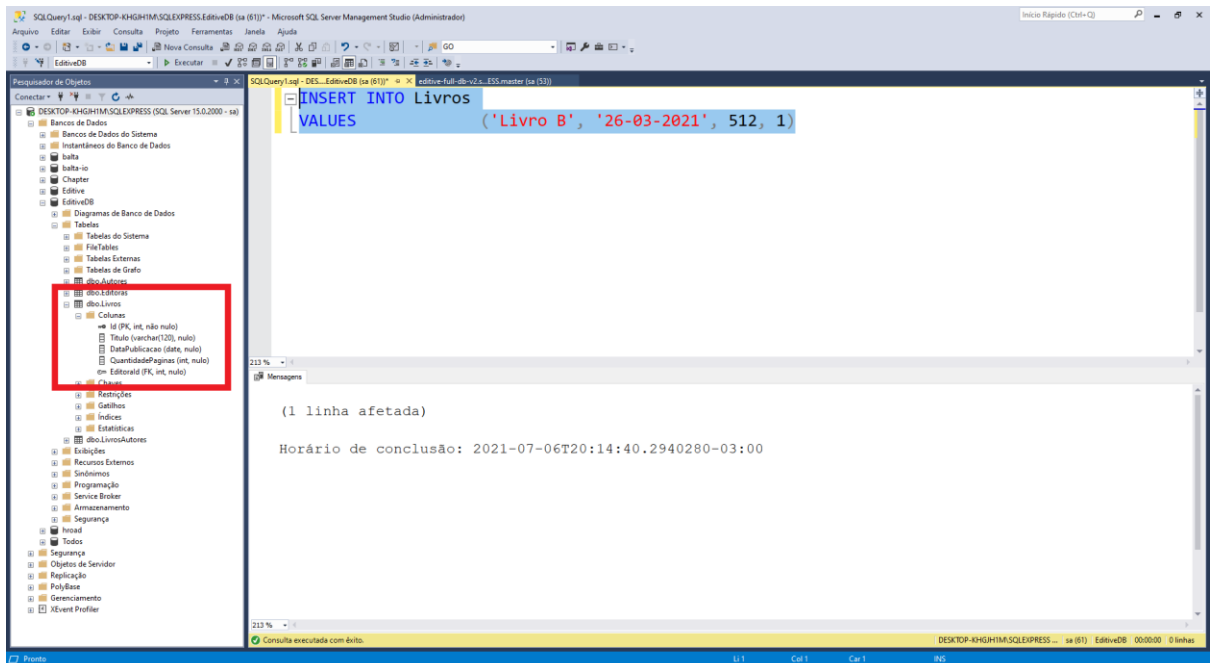 SQLQuery1.sql - DESKTOP-KHGJH1M\SQLEXPRESS.EditiveDB (sa (61))* - Microsoft SQL Server Management Studio (Administrador)
Início Rápido (Ctrl+Q)
Arquivo Editar Exibir Consulta Projeto Ferramentas Janela Ajuda
Nova Consulta GO
EditiveDB Executar
Pesquisador de Objetos
Conectar
DESKTOP-KHGJH1M\SQLEXPRESS (SQL Server 15.0.2000 - sa)
Bancos de Dados
Bancos de Dados do Sistema
Instantâneos do Banco de Dados
balta
balta-io
Chapter
Editive
EditiveDB
Diagramas de Banco de Dados
Tabelas
Tabelas do Sistema
FileTables
Tabelas Externas
Tabelas de Grafo
dbo.Autores
dbo.Editoras
dbo.Livros
Colunas
Id (PK, int, não nulo)
Titulo (varchar(120), nulo)
DataPublicacao (date, nulo)
QuantidadePaginas (int, nulo)
EditoraId (FK, int, nulo)
Chaves
Restrições
Gatilhos
Índices
Estatísticas
dbo.LivrosAutores
Exibições
Recursos Externos
Sinônimos
Programação
Service Broker
Armazenamento
Segurança
hroad
Todos
Segurança
Objetos de Servidor
Replicação
PolyBase
Gerenciamento
XEvent Profiler
SQLQuery1.sql - DES....EditiveDB (sa (61))* editive-full-db-v2.s...ESS.master (sa (53))
INSERT INTO Livros
VALUES ('Livro B', '26-03-2021', 512, 1)
213 %
Mensagens
(1 linha afetada)
Horário de conclusão: 2021-07-06T20:14:40.2940280-03:00
213 %
Consulta executada com êxito. DESKTOP-KHGJH1M\SQLEXPRESS ... sa (61) EditiveDB 00:00:00 0 linhas
Pronto Li 1 Col 1 Car 1 INS